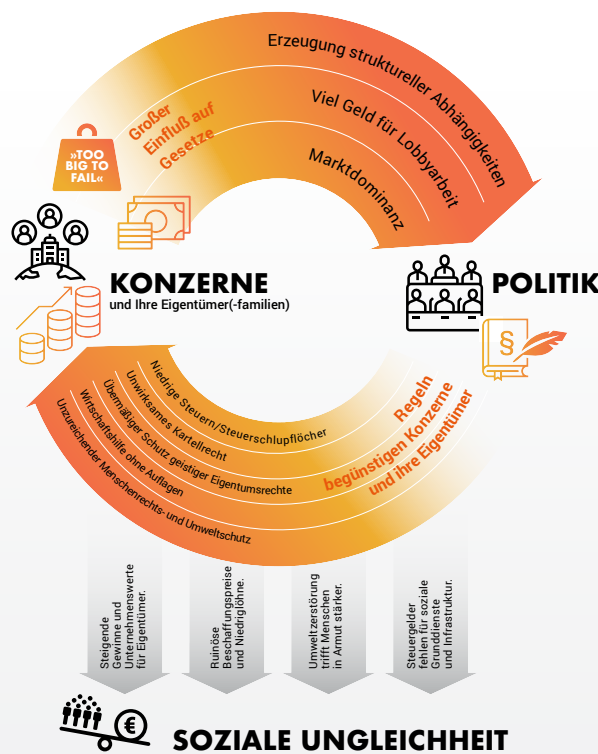 Erzeugung struktureller Abhängigkeiten
Viel Geld für Lobbyarbeit
Marktdominanz
Großer
Einfluß auf
Gesetze
»TOO
BIG TO
FAIL«
KONZERNE
und Ihre Eigentümer(-familien)
POLITIK
§
Regeln
begünstigen Konzerne
und ihre Eigentümer
Niedrige Steuern/Steuerschlupflöcher
Unwirksames Kartellrecht
Übermäßiger Schutz geistiger Eigentumsrechte
Wirtschaftshilfe ohne Auflagen
Unzureichender Menschenrechts- und Umweltschutz
Steigende
Gewinne und
Unternehmenswerte
für Eigentümer.
Ruinöse
Beschaffungspreise
und Niedriglöhne.
Umweltzerstörung
trifft Menschen
in Armut stärker.
Steuergelder
fehlen für soziale
Grunddienste
und Infrastruktur.
€
SOZIALE UNGLEICHHEIT